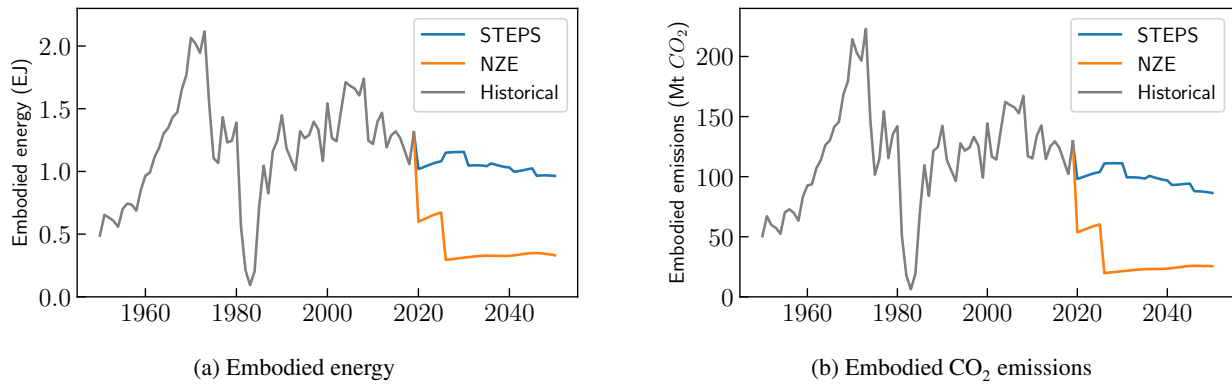 Embodied energy (EJ)
2.0
1.5
1.0
0.5
0.0
1960 1980 2000 2020 2040
STEPS
NZE
Historical
(a) Embodied energy
Embodied emissions (Mt CO₂)
200
150
100
50
0
1960 1980 2000 2020 2040
STEPS
NZE
Historical
(b) Embodied CO₂ emissions